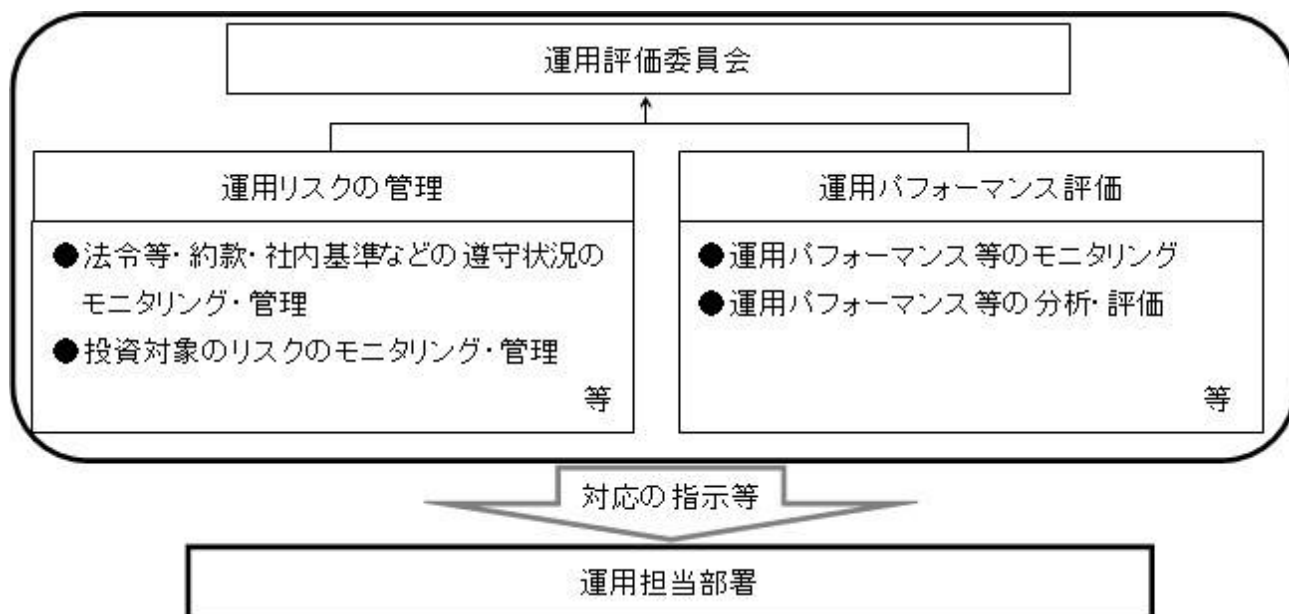 運用評価委員会
運用リスクの管理
●法令等・約款・社内基準などの遵守状況の
モニタリング・管理
●投資対象のリスクのモニタリング・管理
等
運用パフォーマンス評価
●運用パフォーマンス等のモニタリング
●運用パフォーマンス等の分析・評価
等
対応の指示等
運用担当部署